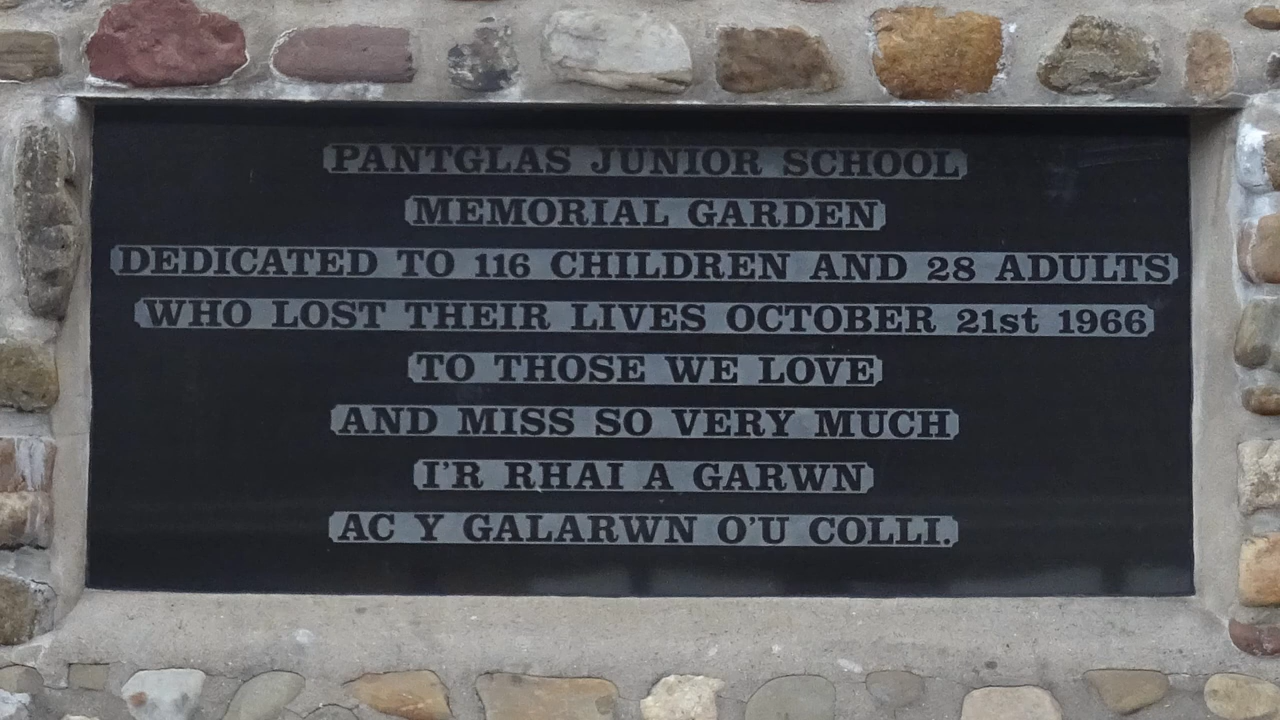 PANTGLAS JUNIOR SCHOOL
MEMORIAL GARDEN
DEDICATED TO 116 CHILDREN AND 28 ADULTS
WHO LOST THEIR LIVES OCTOBER 21st 1966
TO THOSE WE LOVE
AND MISS SO VERY MUCH
I'R RHAI A GARWN
AC Y GALARWN O'U COLLI.